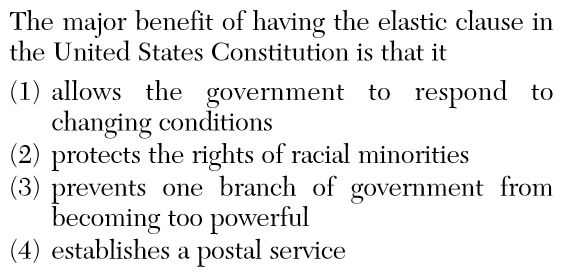 The major benefit of having the elastic clause in
the United States Constitution is that it
(1) allows the government to respond to
changing conditions
(2) protects the rights of racial minorities
(3) prevents one branch of government from
becoming too powerful
(4) establishes a postal service